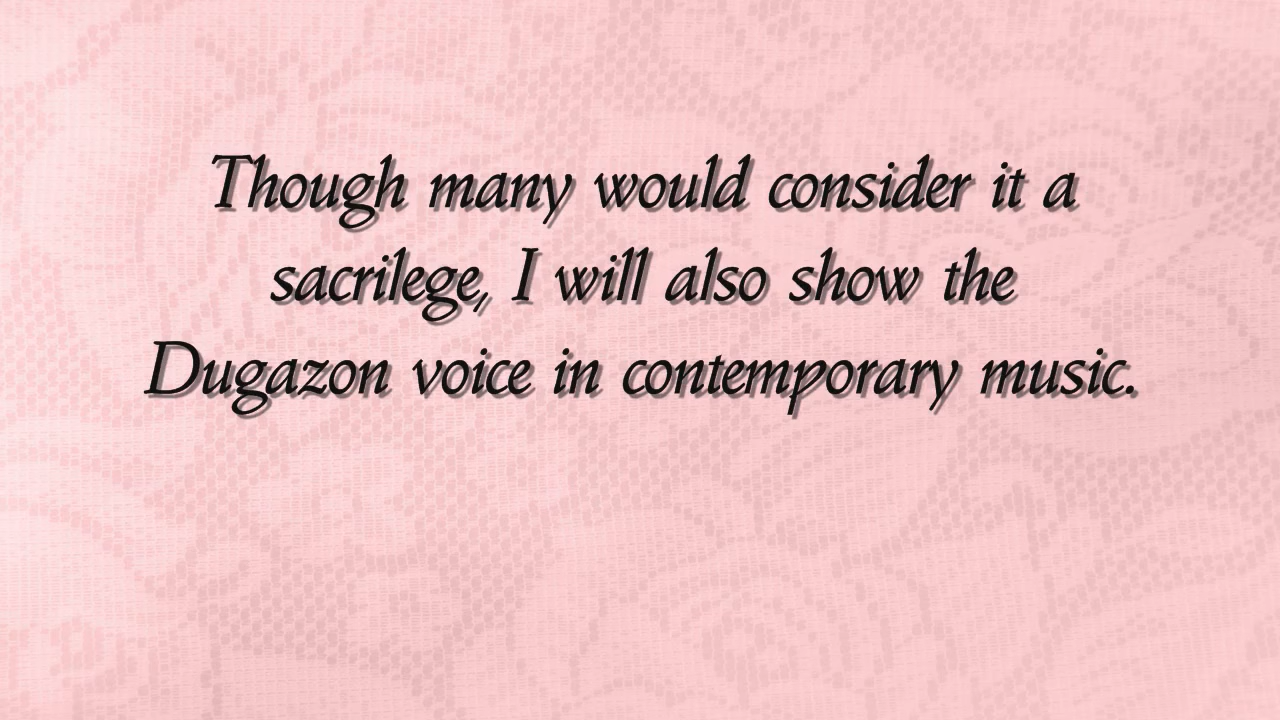 Though many would consider it a
sacrilege, I will also show the
Dugazon voice in contemporary music.